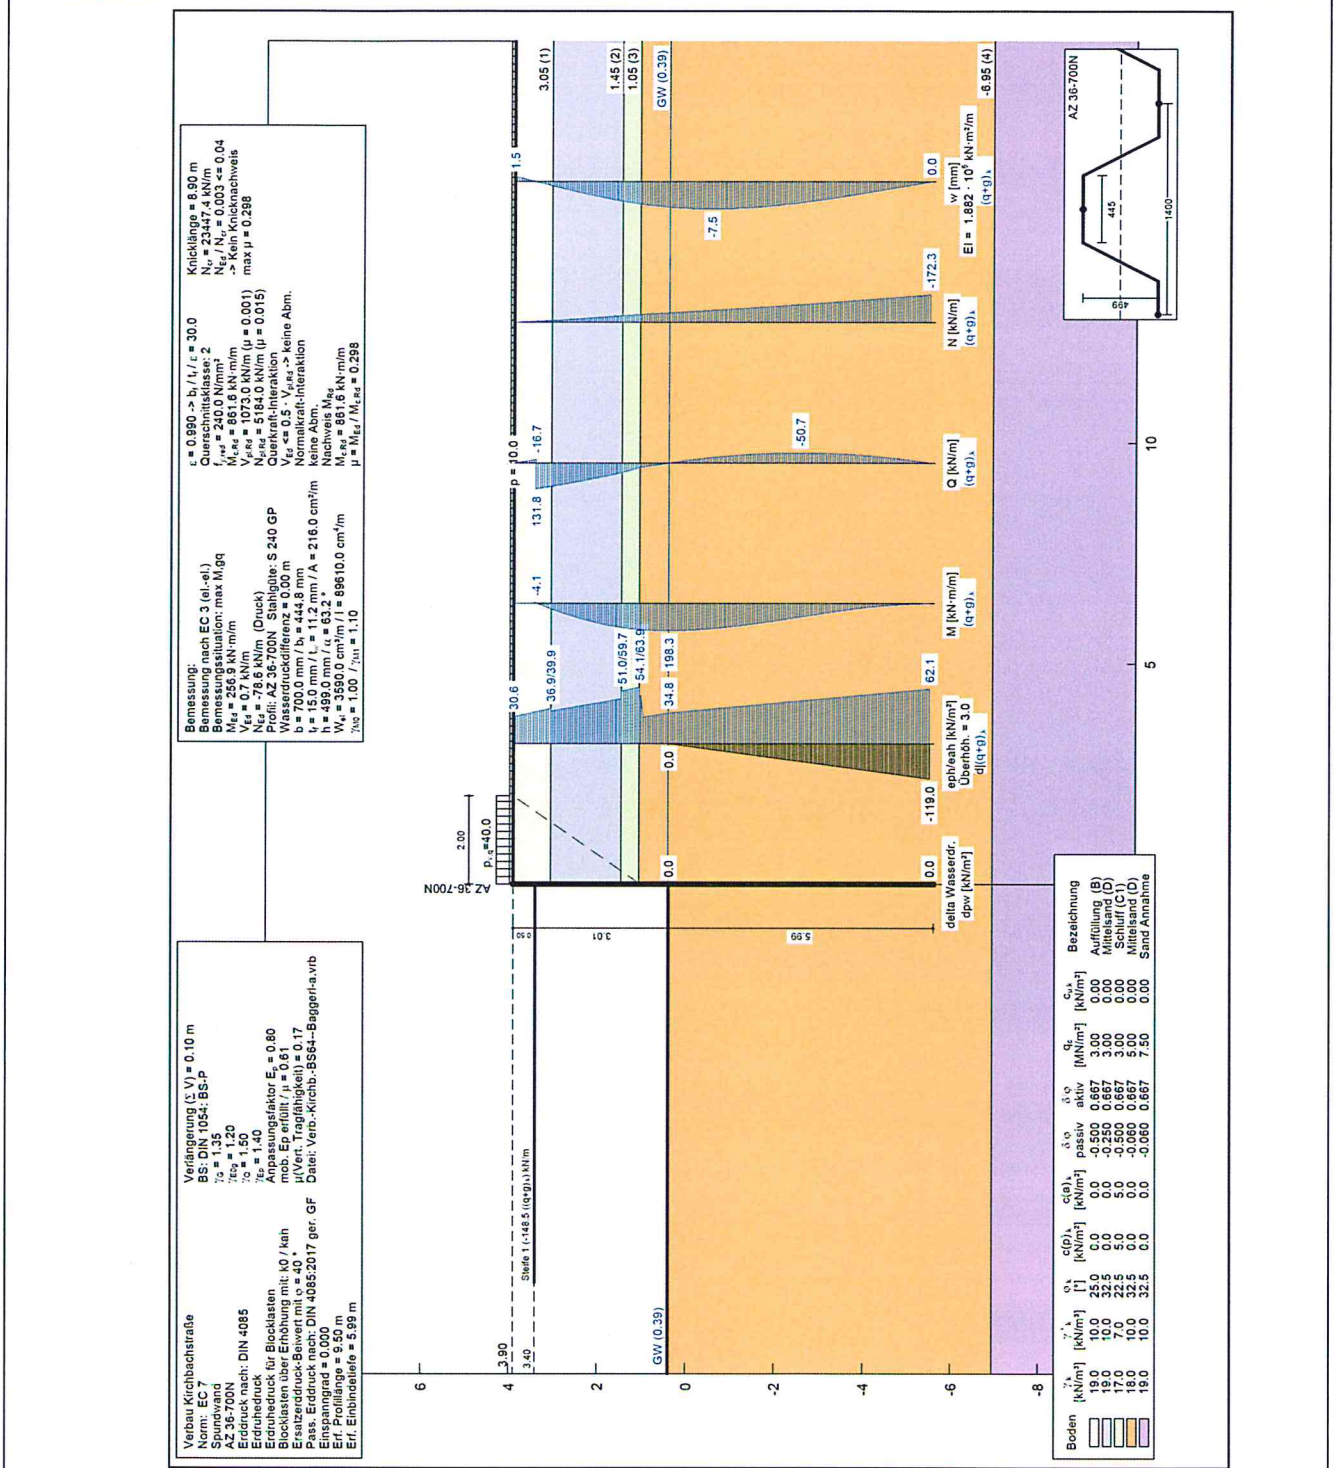 Verbau Kirchbachstraße
Norm: EC 7
Spundwand
AZ 36-700N
Erddruck nach: DIN 4085
Erdruhedruck
Erdruhedruck für Blocklasten
Blocklasten über Erhöhung mit: k0 / kah
Ersatzerddruck-Beiwert mit φ = 40 °
Pass. Erddruck nach: DIN 4085:2017 ger. GF
Einspanngrad = 0.000
Erf. Profillänge = 9.50 m
Erf. Einbindetiefe = 5.99 m
Verlängerung (Σ V) = 0.10 m
BS: DIN 1054: BS-P
γG = 1.35
γE0g = 1.20
γQ = 1.50
γEp = 1.40
Anpassungsfaktor Ep = 0.80
mob. Ep erfüllt / μ = 0.61
μ(Vert. Tragfähigkeit) = 0.17
Datei: Verb.-Kirchb.-BS64--Baggerl-a.vrb
Bemessung:
Bemessung nach EC 3 (el.-el.)
Bemessungssituation: max M,gq
MEd = 256.9 kN·m/m
VEd = 0.7 kN/m
NEd = -78.6 kN/m (Druck)
Profil: AZ 36-700N Stahlgüte: S 240 GP
Wasserdruckdifferenz = 0.00 m
b = 700.0 mm / bf = 444.8 mm
tf = 15.0 mm / tw = 11.2 mm / A = 216.0 cm²/m
h = 499.0 mm / α = 63.2 °
Wel = 3590.0 cm³/m / I = 89610.0 cm⁴/m
γM0 = 1.00 / γM1 = 1.10
ε = 0.990 -> bf / tf / ε = 30.0
Querschnittsklasse: 2
fy,red = 240.0 N/mm²
Mc,Rd = 861.6 kN·m/m
Vpl,Rd = 1073.0 kN/m (μ = 0.001)
Npl,Rd = 5184.0 kN/m (μ = 0.015)
Querkraft-Interaktion
VEd <= 0.5 · Vpl,Rd -> keine Abm.
Normalkraft-Interaktion
keine Abm.
Nachweis MRd
Mc,Rd = 861.6 kN·m/m
μ = MEd / Mc,Rd = 0.298
Knicklänge = 8.90 m
Ncr = 23447.4 kN/m
NEd / Ncr = 0.003 <= 0.04
-> Kein Knicknachweis
max μ = 0.298
AZ 36-700N
2.00
pv,q=40.0
p = 10.0
3.90
3.40
Steife 1 (-148.5 ((q+g)k) kN/m
GW (0.39)
0.50
3.01
5.99
0.0
0.0
delta Wasserdr.
dpw [kN/m²]
30.6
36.9/39.9
51.0/59.7
54.1/63.9
34.8
0.0
62.1
-119.0
eph/eah [kN/m²]
Überhöh. = 3.0
d|(q+g)k
-4.1
198.3
M [kN·m/m]
(q+g)k
131.8
-16.7
-50.7
Q [kN/m]
(q+g)k
-172.3
N [kN/m]
(q+g)k
1.5
-7.5
0.0
w [mm]
EI = 1.882 · 10⁵ kN·m²/m
(q+g)k
3.05 (1)
1.45 (2)
1.05 (3)
GW (0.39)
-6.95 (4)
6
4
2
0
-2
-4
-6
-8
5
10
AZ 36-700N
445
499
1400
Boden γk [kN/m³] γ'k [kN/m³] φk [°] c(p)k [kN/m²] c(a)k [kN/m²] δ/φ passiv δ/φ aktiv qc [MN/m²] cu,k [kN/m²] Bezeichnung
19.0 10.0 25.0 0.0 0.0 -0.500 0.667 3.00 0.00 Auffüllung (B)
19.0 10.0 32.5 0.0 0.0 -0.250 0.667 3.00 0.00 Mittelsand (D)
17.0 7.0 22.5 5.0 5.0 -0.500 0.667 3.00 0.00 Schluff (C1)
18.0 10.0 32.5 0.0 0.0 -0.060 0.667 5.00 0.00 Mittelsand (D)
19.0 10.0 32.5 0.0 0.0 -0.060 0.667 7.50 0.00 Sand Annahme